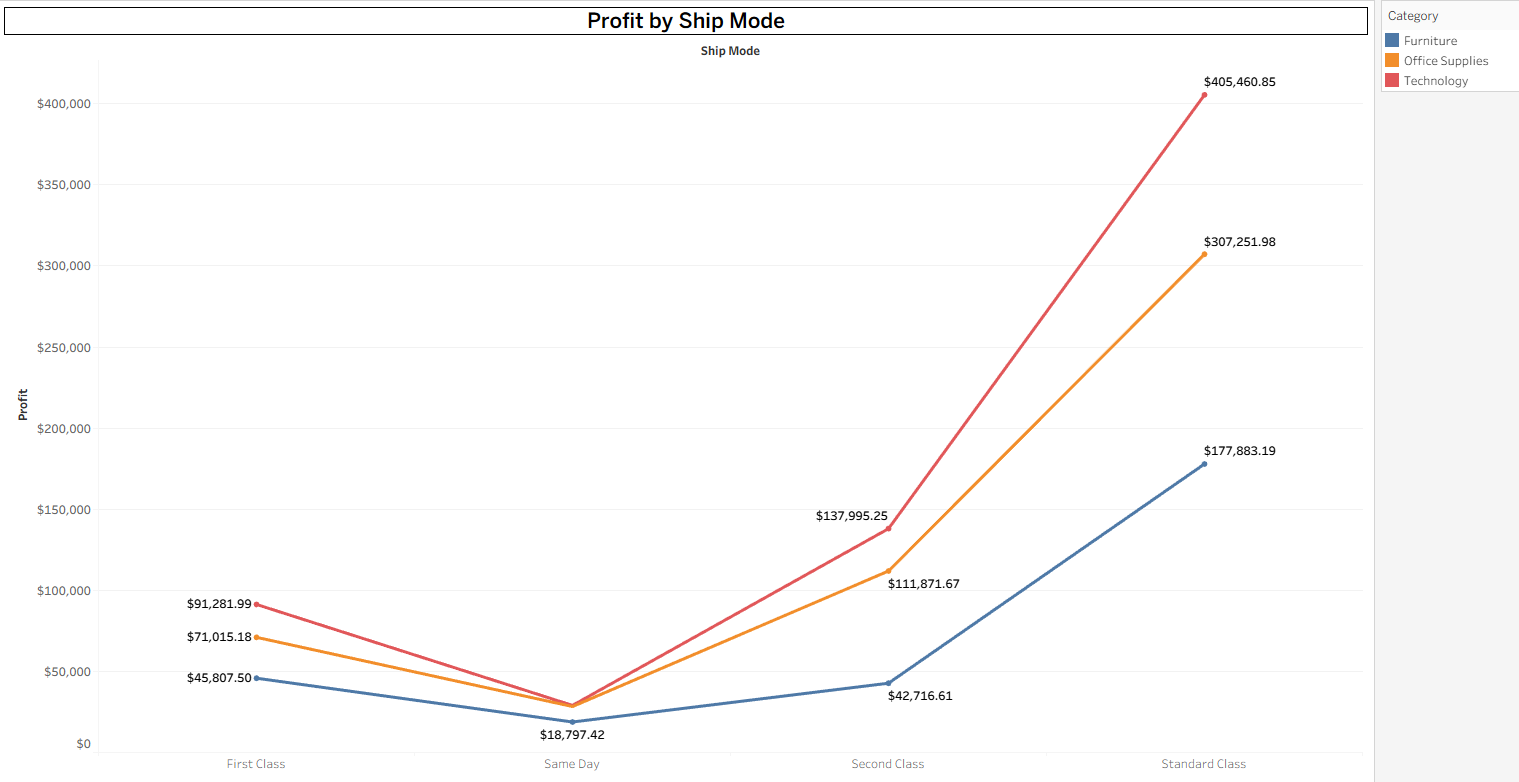 Profit by Ship Mode
Ship Mode
Category
Furniture
Office Supplies
Technology
Profit
$400,000
$350,000
$300,000
$250,000
$200,000
$150,000
$100,000
$50,000
$0
$405,460.85
$307,251.98
$177,883.19
$137,995.25
$111,871.67
$42,716.61
$91,281.99
$71,015.18
$45,807.50
$18,797.42
First Class
Same Day
Second Class
Standard Class